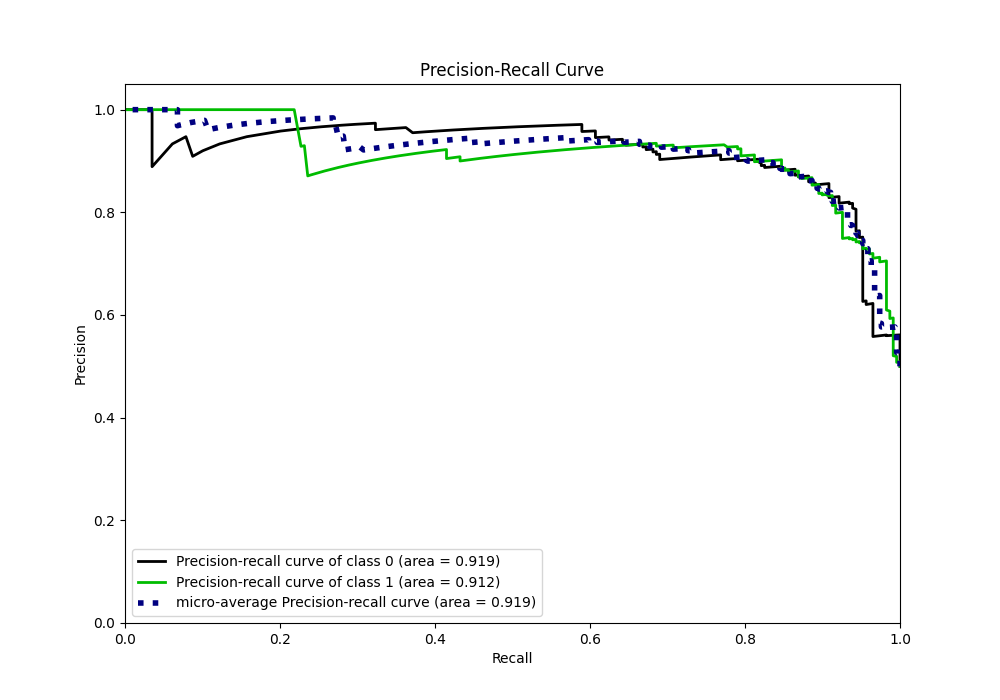 Precision-Recall Curve
1.0
0.8
0.6
0.4
0.2
0.0
Precision
Precision-recall curve of class 0 (area = 0.919)
Precision-recall curve of class 1 (area = 0.912)
micro-average Precision-recall curve (area = 0.919)
0.0 0.2 0.4 0.6 0.8 1.0
Recall